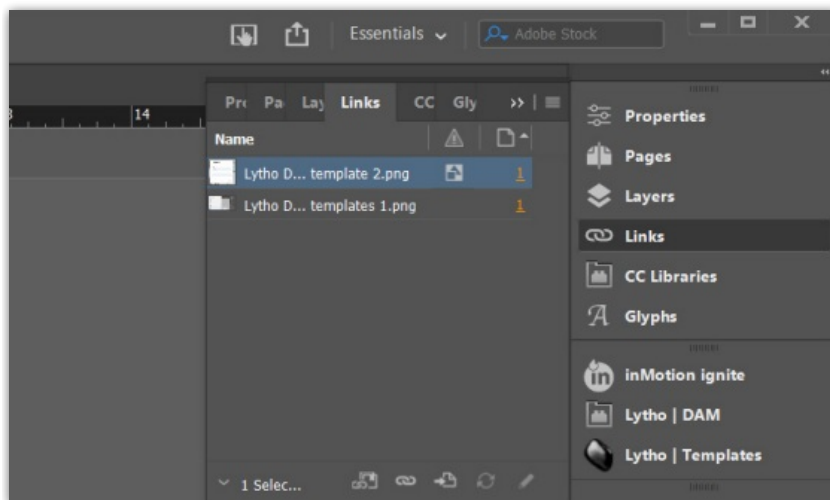 Essentials
Adobe Stock
14
Pro Pa Lay Links CC Gly
Name
Lytho D... template 2.png 1
Lytho D... templates 1.png 1
1 Selec...
Properties
Pages
Layers
Links
CC Libraries
Glyphs
inMotion ignite
Lytho | DAM
Lytho | Templates